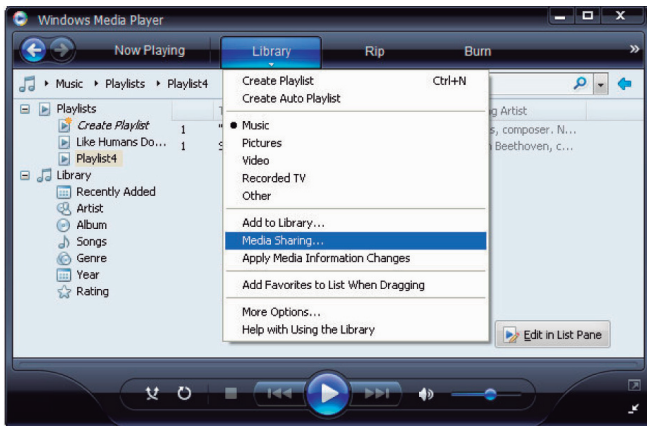 Windows Media Player
Now Playing Library Rip Burn »
Music Playlists Playlist4
Create Playlist Ctrl+N
Create Auto Playlist
Music
Pictures
Video
Recorded TV
Other
Add to Library...
Media Sharing...
Apply Media Information Changes
Add Favorites to List When Dragging
More Options...
Help with Using the Library
Playlists
Create Playlist 1
Like Humans Do... 1
Playlist4
Library
Recently Added
Artist
Album
Songs
Genre
Year
Rating
Artist
s, composer. N...
Beethoven, c...
Edit in List Pane